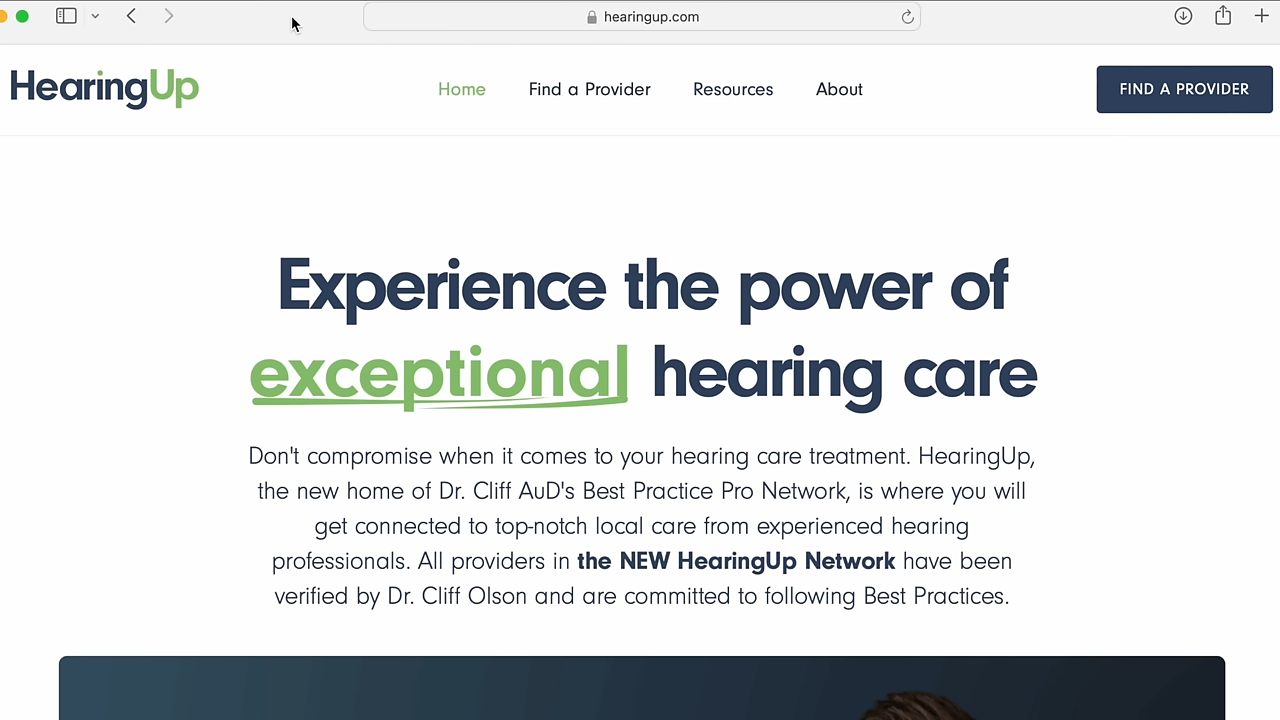 hearingup.com
HearingUp
Home
Find a Provider
Resources
About
FIND A PROVIDER
Experience the power of
exceptional hearing care
Don't compromise when it comes to your hearing care treatment. HearingUp,
the new home of Dr. Cliff AuD's Best Practice Pro Network, is where you will
get connected to top-notch local care from experienced hearing
professionals. All providers in the NEW HearingUp Network have been
verified by Dr. Cliff Olson and are committed to following Best Practices.